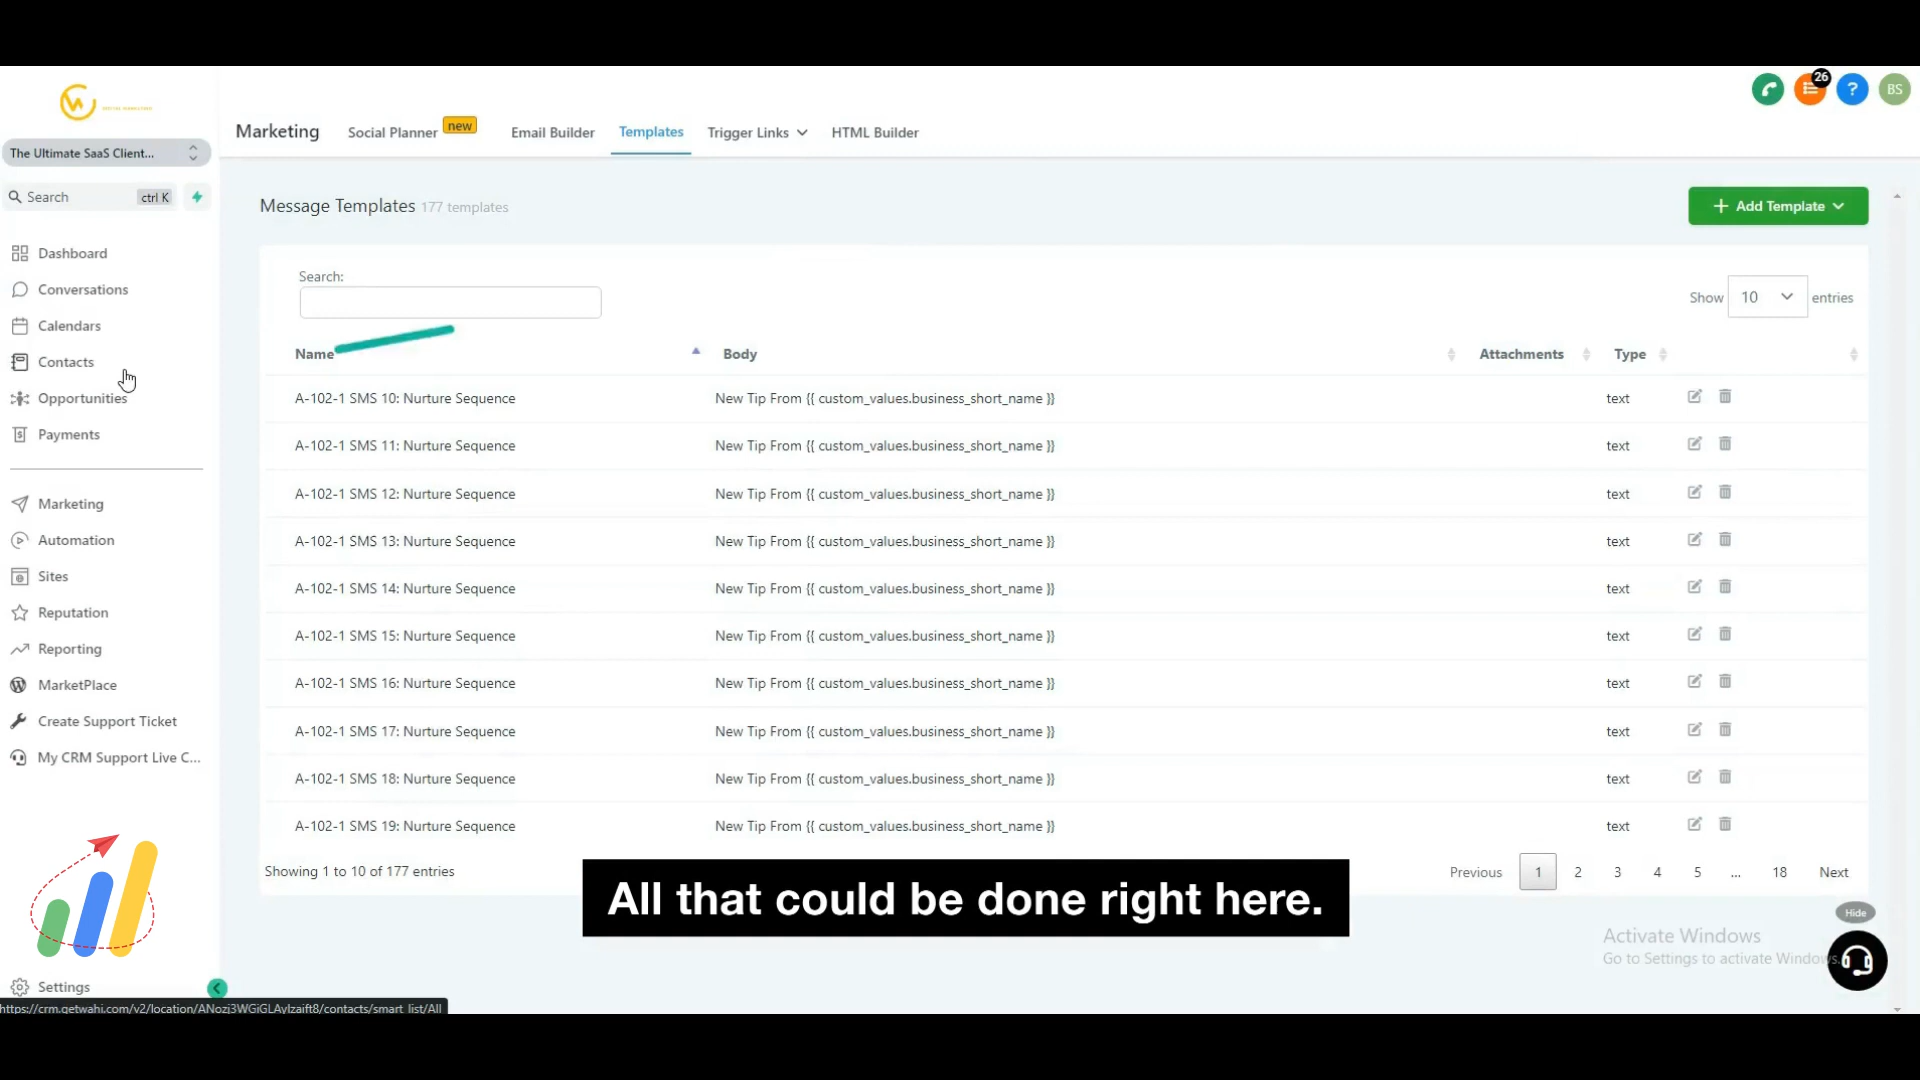 26
?
BS
Marketing
Social Planner
new
Email Builder
Templates
Trigger Links
HTML Builder
The Ultimate SaaS Client...
Search
ctrl K
Message Templates 177 templates
+ Add Template
Dashboard
Conversations
Calendars
Contacts
Opportunities
Payments
Marketing
Automation
Sites
Reputation
Reporting
MarketPlace
Create Support Ticket
My CRM Support Live C...
Settings
Search:
Show 10 entries
Name Body Attachments Type
A-102-1 SMS 10: Nurture Sequence New Tip From {{ custom_values.business_short_name }} text
A-102-1 SMS 11: Nurture Sequence New Tip From {{ custom_values.business_short_name }} text
A-102-1 SMS 12: Nurture Sequence New Tip From {{ custom_values.business_short_name }} text
A-102-1 SMS 13: Nurture Sequence New Tip From {{ custom_values.business_short_name }} text
A-102-1 SMS 14: Nurture Sequence New Tip From {{ custom_values.business_short_name }} text
A-102-1 SMS 15: Nurture Sequence New Tip From {{ custom_values.business_short_name }} text
A-102-1 SMS 16: Nurture Sequence New Tip From {{ custom_values.business_short_name }} text
A-102-1 SMS 17: Nurture Sequence New Tip From {{ custom_values.business_short_name }} text
A-102-1 SMS 18: Nurture Sequence New Tip From {{ custom_values.business_short_name }} text
A-102-1 SMS 19: Nurture Sequence New Tip From {{ custom_values.business_short_name }} text
Showing 1 to 10 of 177 entries
Previous 1 2 3 4 5 ... 18 Next
All that could be done right here.
Hide
Activate Windows
Go to Settings to activate Windows.